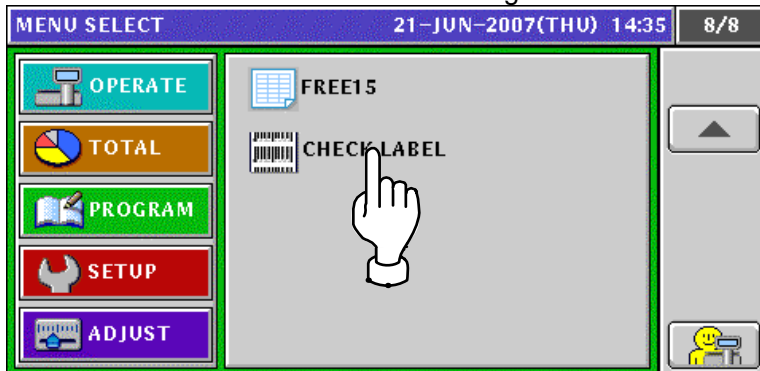 MENU SELECT 21-JUN-2007(THU) 14:35 8/8
OPERATE
TOTAL
PROGRAM
SETUP
ADJUST
FREE15
CHECK LABEL